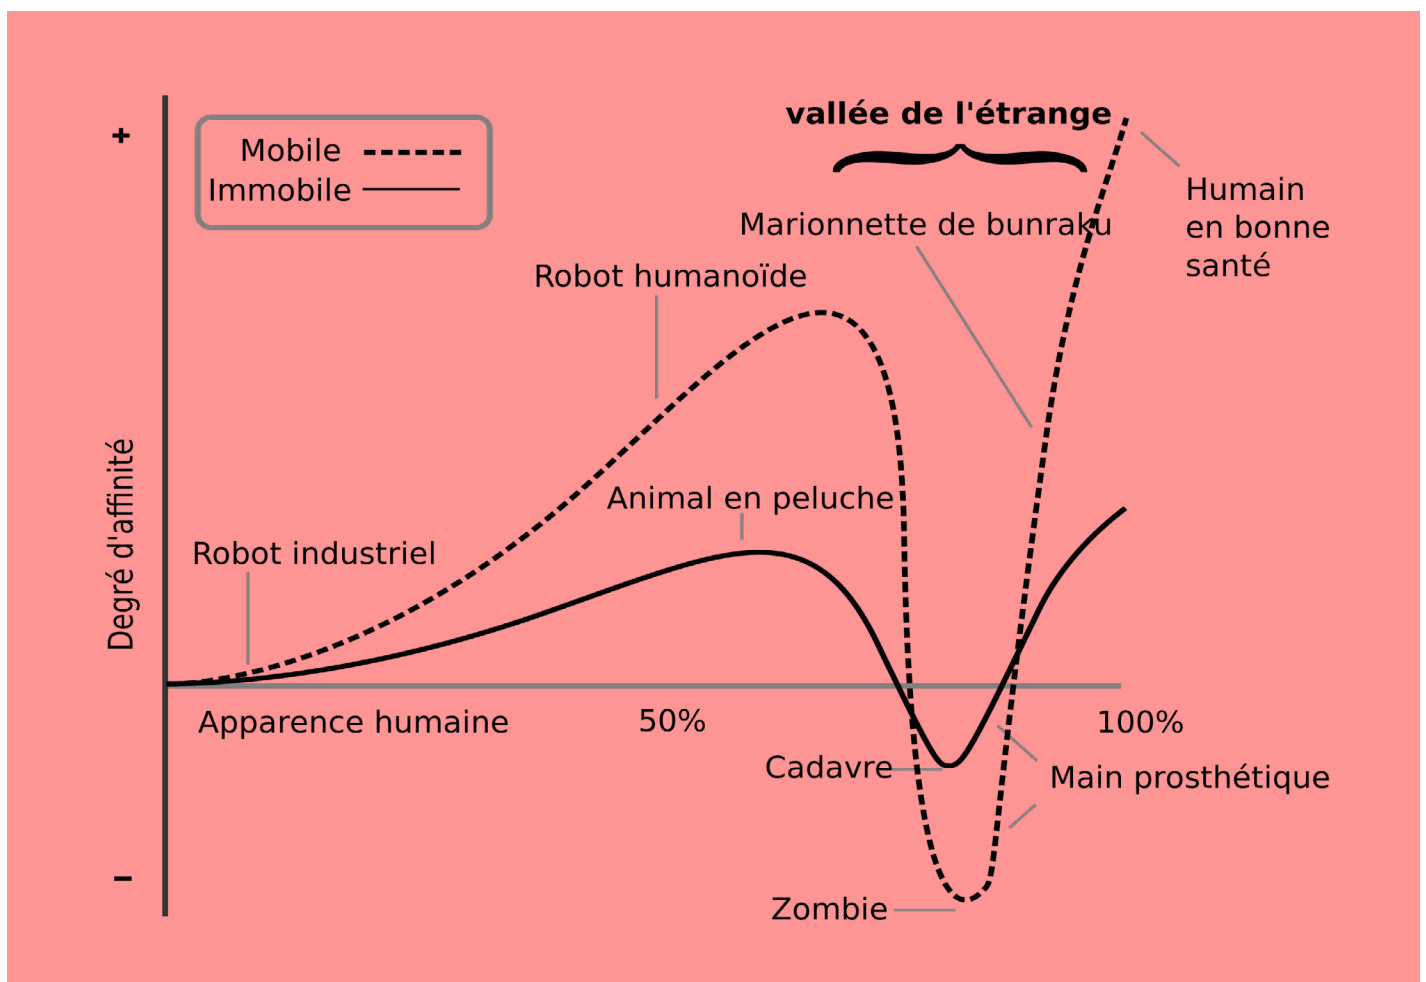 vallée de l'étrange
+
Mobile
Immobile
Humain
en bonne
santé
Marionnette de bunraku
Robot humanoïde
Animal en peluche
Robot industriel
Degré d'affinité
Apparence humaine
50%
100%
Cadavre
Main prosthétique
–
Zombie